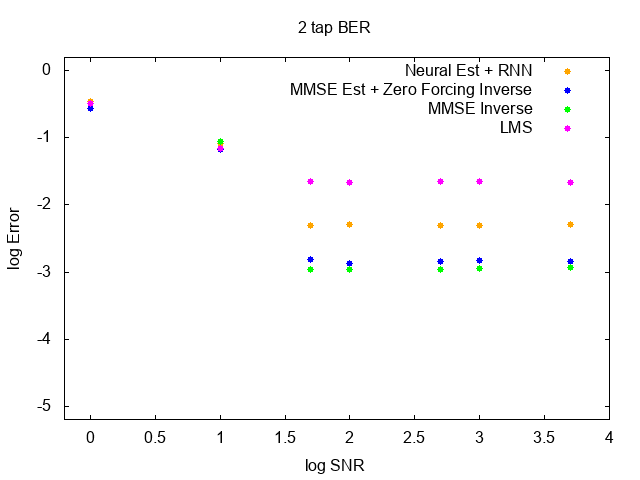 2 tap BER
Neural Est + RNN
MMSE Est + Zero Forcing Inverse
MMSE Inverse
LMS
0
-1
-2
-3
-4
-5
log Error
0 0.5 1 1.5 2 2.5 3 3.5 4
log SNR